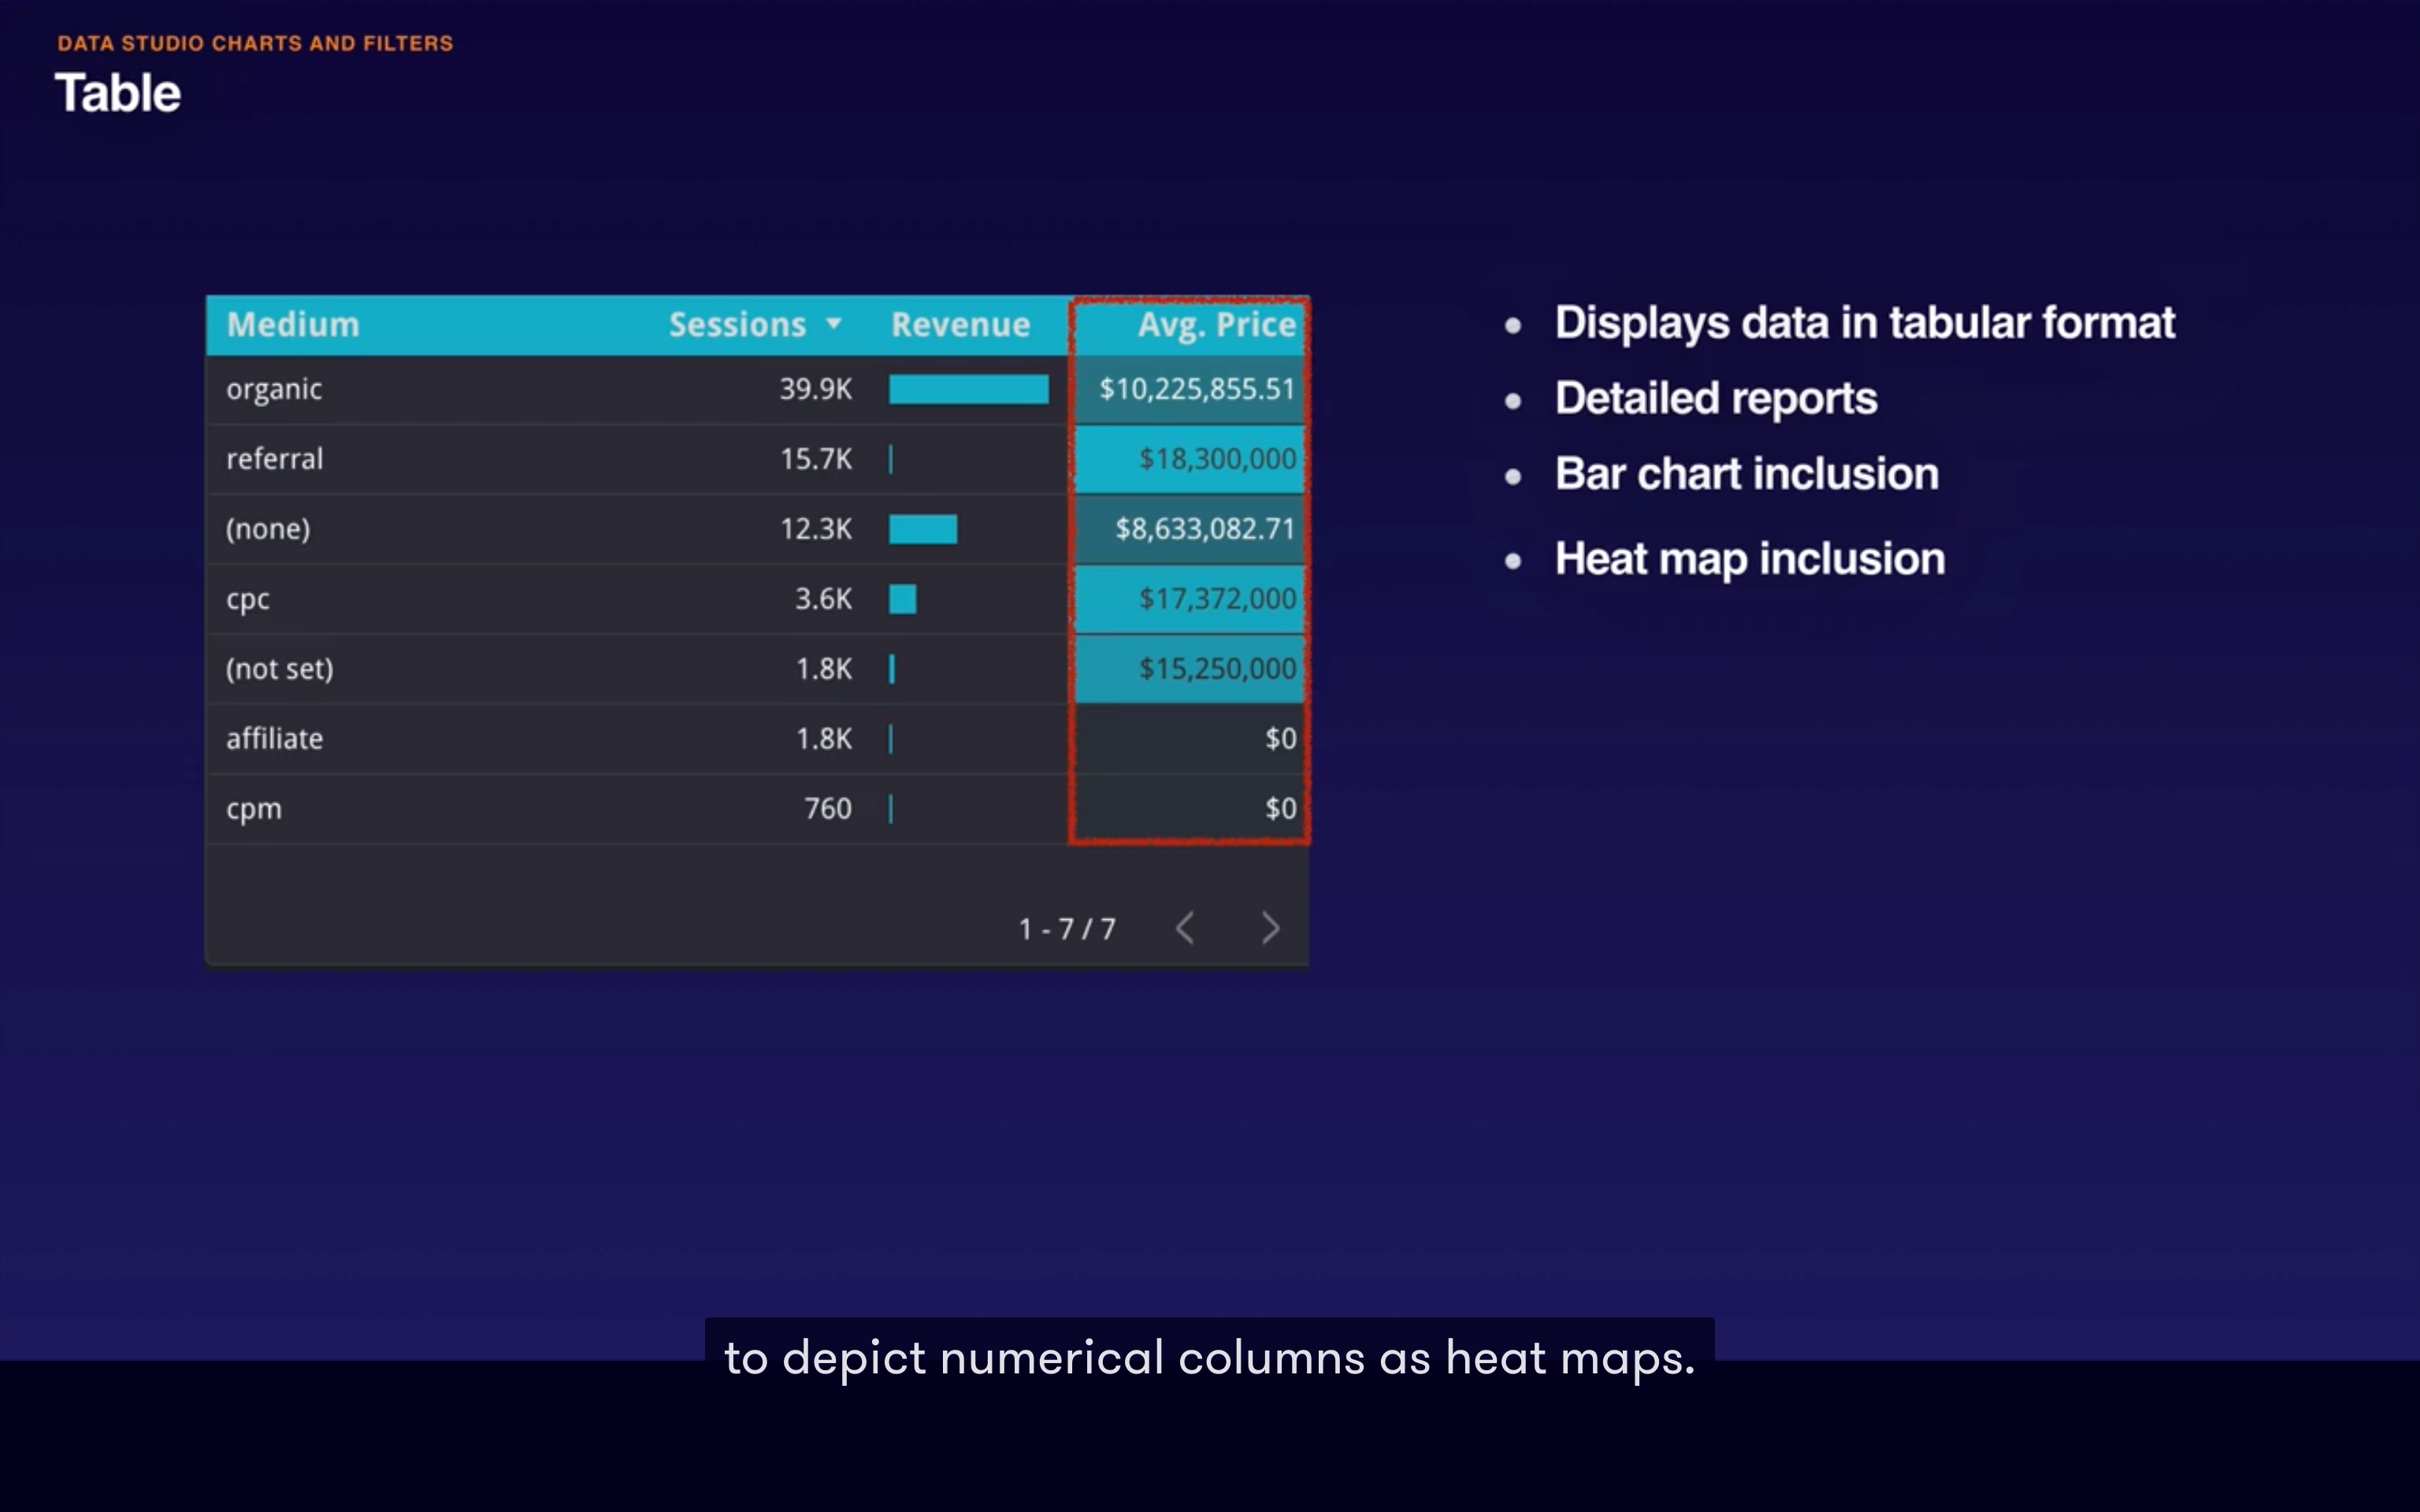 DATA STUDIO CHARTS AND FILTERS
Table
Medium Sessions Revenue Avg. Price
organic 39.9K $10,225,855.51
referral 15.7K $18,300,000
(none) 12.3K $8,633,082.71
cpc 3.6K $17,372,000
(not set) 1.8K $15,250,000
affiliate 1.8K $0
cpm 760 $0
1 - 7 / 7
Displays data in tabular format
Detailed reports
Bar chart inclusion
Heat map inclusion
to depict numerical columns as heat maps.